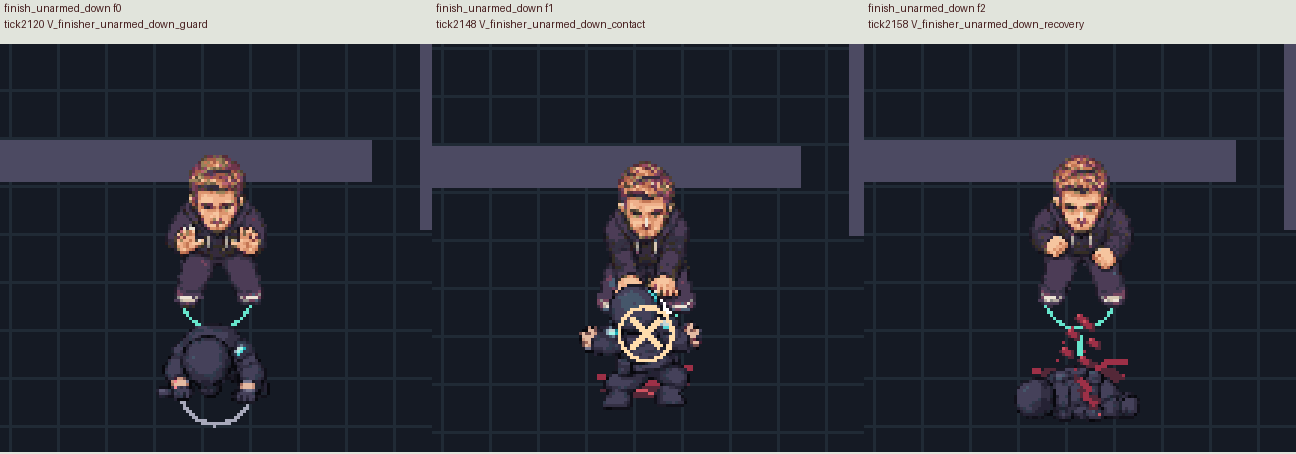 finish_unarmed_down f0
tick2120 V_finisher_unarmed_down_guard
finish_unarmed_down f1
tick2148 V_finisher_unarmed_down_contact
finish_unarmed_down f2
tick2158 V_finisher_unarmed_down_recovery